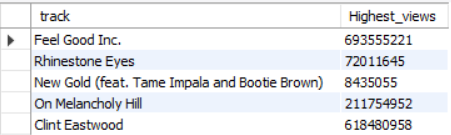 track Highest_views
Feel Good Inc. 693555221
Rhinestone Eyes 72011645
New Gold (feat. Tame Impala and Bootie Brown) 8435055
On Melancholy Hill 211754952
Clint Eastwood 618480958